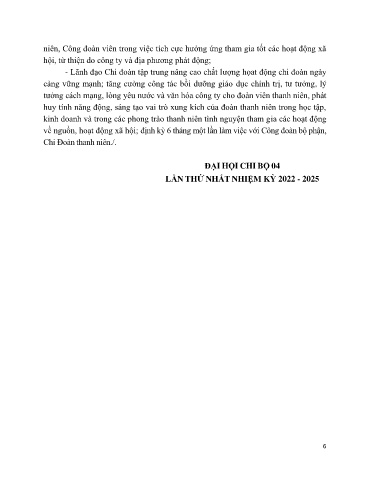 niên, Công đoàn viên trong việc tích cực hưởng ứng tham gia tốt các hoạt động xã
hội, từ thiện do công ty và địa phương phát động;
- Lãnh đạo Chi đoàn tập trung nâng cao chất lượng hoạt động chi đoàn ngày
càng vững mạnh; tăng cường công tác bồi dưỡng giáo dục chính trị, tư tưởng, lý
tưởng cách mạng, lòng yêu nước và văn hóa công ty cho đoàn viên thanh niên, phát
huy tính năng động, sáng tạo vai trò xung kích của đoàn thanh niên trong học tập,
kinh doanh và trong các phong trào thanh niên tình nguyện tham gia các hoạt động
về nguồn, hoạt động xã hội; định kỳ 6 tháng một lần làm việc với Công đoàn bộ phận,
Chi Đoàn thanh niên./.
ĐẠI HỘI CHI BỘ 04
LẦN THỨ NHẤT NHIỆM KỲ 2022 - 2025
6